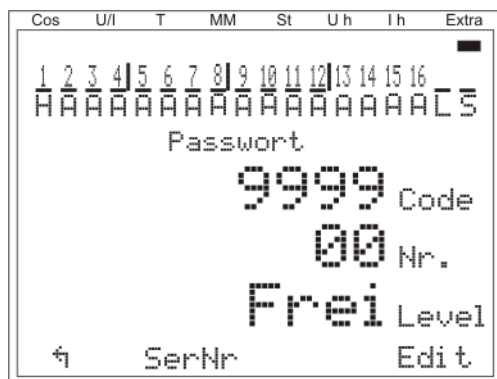 Cos U/I T MM St U h I h Extra
1 2 3 4 5 6 7 8 9 10 11 12 13 14 15 16
A A A A A A A A A A A A A A A A L S
Passwort
9999 Code
00 Nr.
Frei Level
↰ SerNr Edit